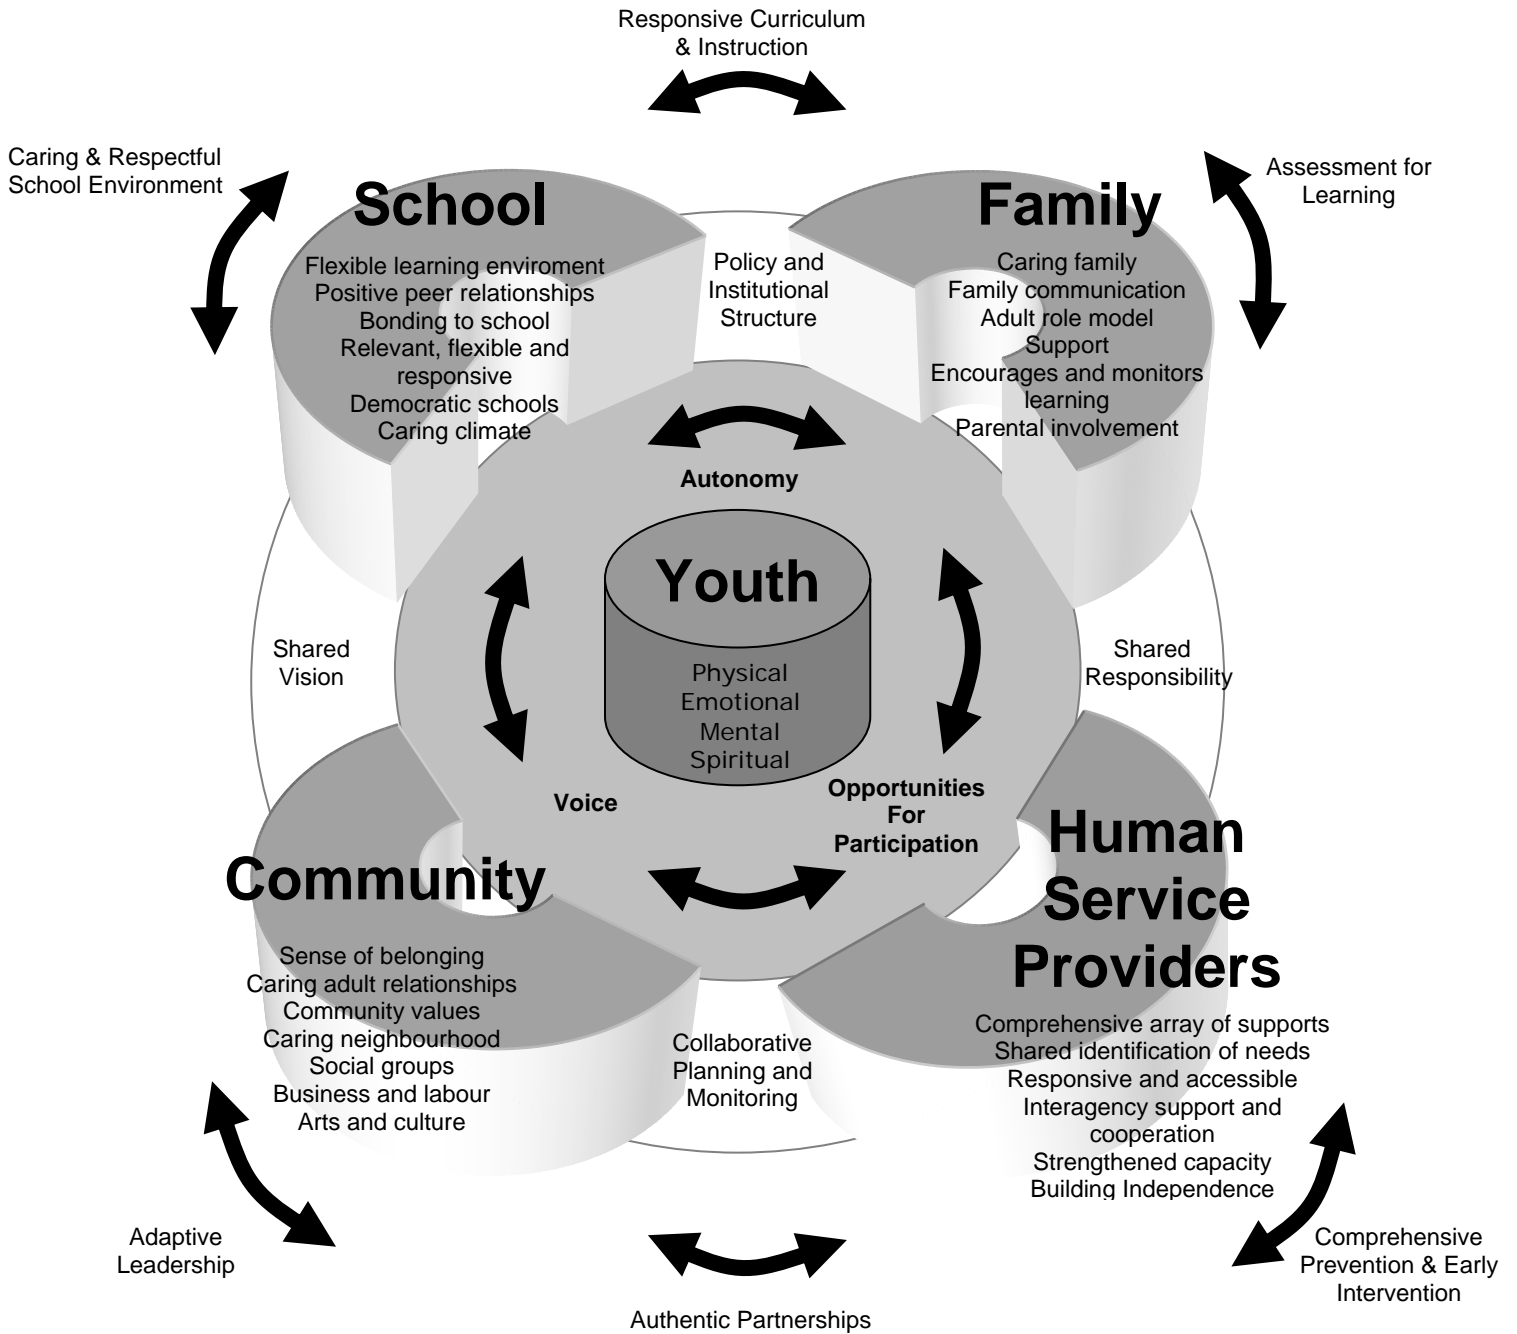 Responsive Curriculum
& Instruction
Caring & Respectful
School Environment
Assessment for
Learning
School
Flexible learning enviroment
Positive peer relationships
Bonding to school
Relevant, flexible and
responsive
Democratic schools
Caring climate
Policy and
Institutional
Structure
Family
Caring family
Family communication
Adult role model
Support
Encourages and monitors
learning
Parental involvement
Autonomy
Youth
Physical
Emotional
Mental
Spiritual
Shared
Vision
Shared
Responsibility
Voice
Opportunities
For
Participation
Community
Sense of belonging
Caring adult relationships
Community values
Caring neighbourhood
Social groups
Business and labour
Arts and culture
Collaborative
Planning and
Monitoring
Human
Service
Providers
Comprehensive array of supports
Shared identification of needs
Responsive and accessible
Interagency support and
cooperation
Strengthened capacity
Building Independence
Adaptive
Leadership
Authentic Partnerships
Comprehensive
Prevention & Early
Intervention